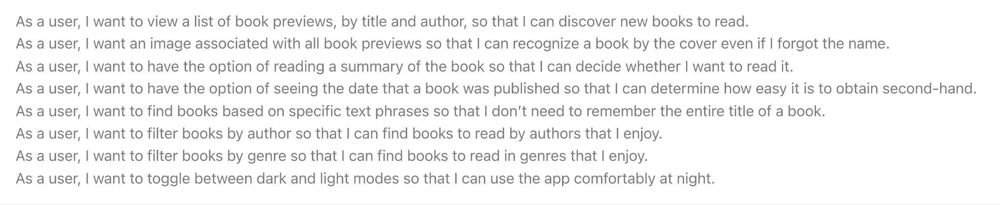 As a user, I want to view a list of book previews, by title and author, so that I can discover new books to read.
As a user, I want an image associated with all book previews so that I can recognize a book by the cover even if I forgot the name.
As a user, I want to have the option of reading a summary of the book so that I can decide whether I want to read it.
As a user, I want to have the option of seeing the date that a book was published so that I can determine how easy it is to obtain second-hand.
As a user, I want to find books based on specific text phrases so that I don’t need to remember the entire title of a book.
As a user, I want to filter books by author so that I can find books to read by authors that I enjoy.
As a user, I want to filter books by genre so that I can find books to read in genres that I enjoy.
As a user, I want to toggle between dark and light modes so that I can use the app comfortably at night.